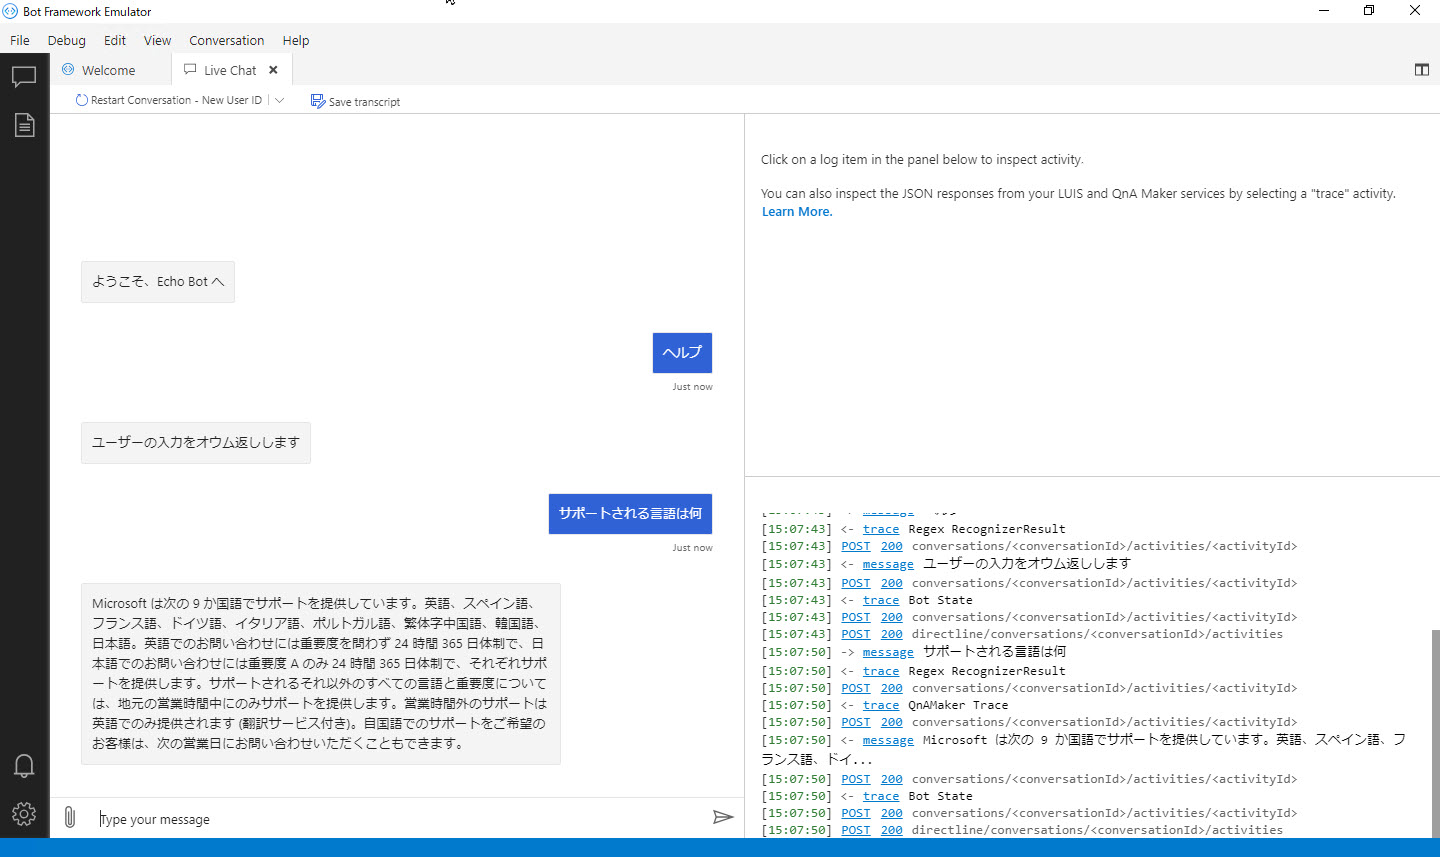 Bot Framework Emulator
File Debug Edit View Conversation Help
Welcome Live Chat
Restart Conversation - New User ID Save transcript
ようこそ、Echo Bot へ
ヘルプ
Just now
ユーザーの入力をオウム返しします
サポートされる言語は何
Just now
Microsoft は次の 9 か国語でサポートを提供しています。英語、スペイン語、
フランス語、ドイツ語、イタリア語、ポルトガル語、繁体字中国語、韓国語、
日本語。英語でのお問い合わせには重要度を問わず 24 時間 365 日体制で、日
本語でのお問い合わせには重要度 A のみ 24 時間 365 日体制で、それぞれサポ
ートを提供します。サポートされるそれ以外のすべての言語と重要度について
は、地元の営業時間中にのみサポートを提供します。営業時間外のサポートは
英語でのみ提供されます (翻訳サービス付き)。自国語でのサポートをご希望の
お客様は、次の営業日にお問い合わせいただくこともできます。
Type your message
Click on a log item in the panel below to inspect activity.
You can also inspect the JSON responses from your LUIS and QnA Maker services by selecting a "trace" activity.
Learn More.
[15:07:43] <- trace Regex RecognizerResult
[15:07:43] POST 200 conversations/<conversationId>/activities/<activityId>
[15:07:43] <- message ユーザーの入力をオウム返しします
[15:07:43] POST 200 conversations/<conversationId>/activities/<activityId>
[15:07:43] <- trace Bot State
[15:07:43] POST 200 conversations/<conversationId>/activities/<activityId>
[15:07:43] POST 200 directline/conversations/<conversationId>/activities
[15:07:50] -> message サポートされる言語は何
[15:07:50] <- trace Regex RecognizerResult
[15:07:50] POST 200 conversations/<conversationId>/activities/<activityId>
[15:07:50] <- trace QnAMaker Trace
[15:07:50] POST 200 conversations/<conversationId>/activities/<activityId>
[15:07:50] <- message Microsoft は次の 9 か国語でサポートを提供しています。英語、スペイン語、フ
ランス語、ドイ...
[15:07:50] POST 200 conversations/<conversationId>/activities/<activityId>
[15:07:50] <- trace Bot State
[15:07:50] POST 200 conversations/<conversationId>/activities/<activityId>
[15:07:50] POST 200 directline/conversations/<conversationId>/activities